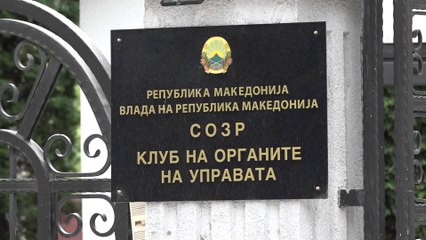 РЕПУБЛИКА МАКЕДОНИЈА
ВЛАДА НА РЕПУБЛИКА МАКЕДОНИЈА
СОЗР
КЛУБ НА ОРГАНИТЕ
НА УПРАВАТА